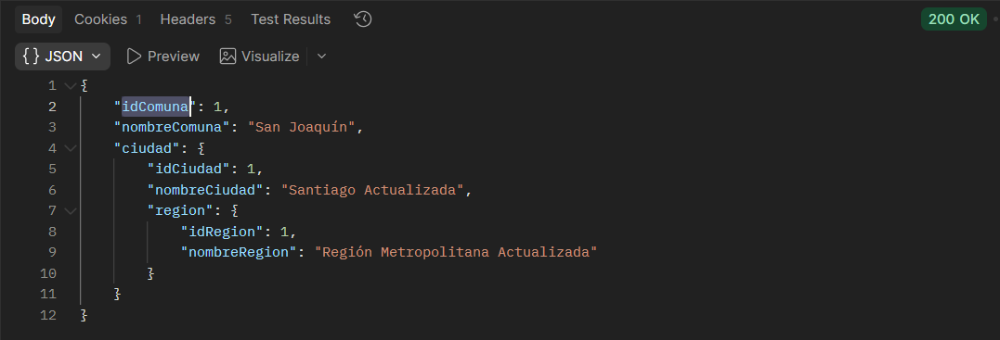 Body Cookies 1 Headers 5 Test Results 200 OK
{} JSON Preview Visualize
1 {
2 "idComuna": 1,
3 "nombreComuna": "San Joaquín",
4 "ciudad": {
5 "idCiudad": 1,
6 "nombreCiudad": "Santiago Actualizada",
7 "region": {
8 "idRegion": 1,
9 "nombreRegion": "Región Metropolitana Actualizada"
10 }
11 }
12 }